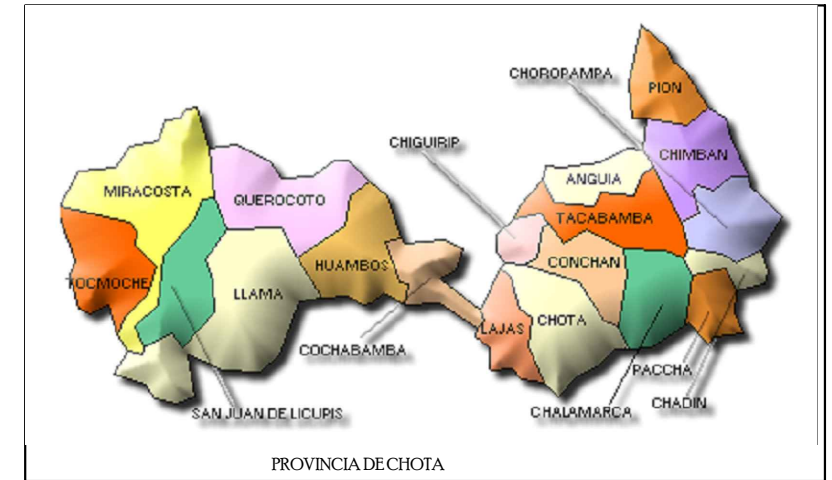 CHOROPAMPA
PION
CHIGUIRIP
CHIMBAN
ANGUIA
MIRACOSTA
QUEROCOTO
TACABAMBA
HUAMBOS
CONCHAN
TOCMOCHE
LLAMA
LAJAS
CHOTA
COCHABAMBA
PACCHA
CHADIN
SAN JUAN DE LICUPIS
CHALAMARCA
PROVINCIA DE CHOTA